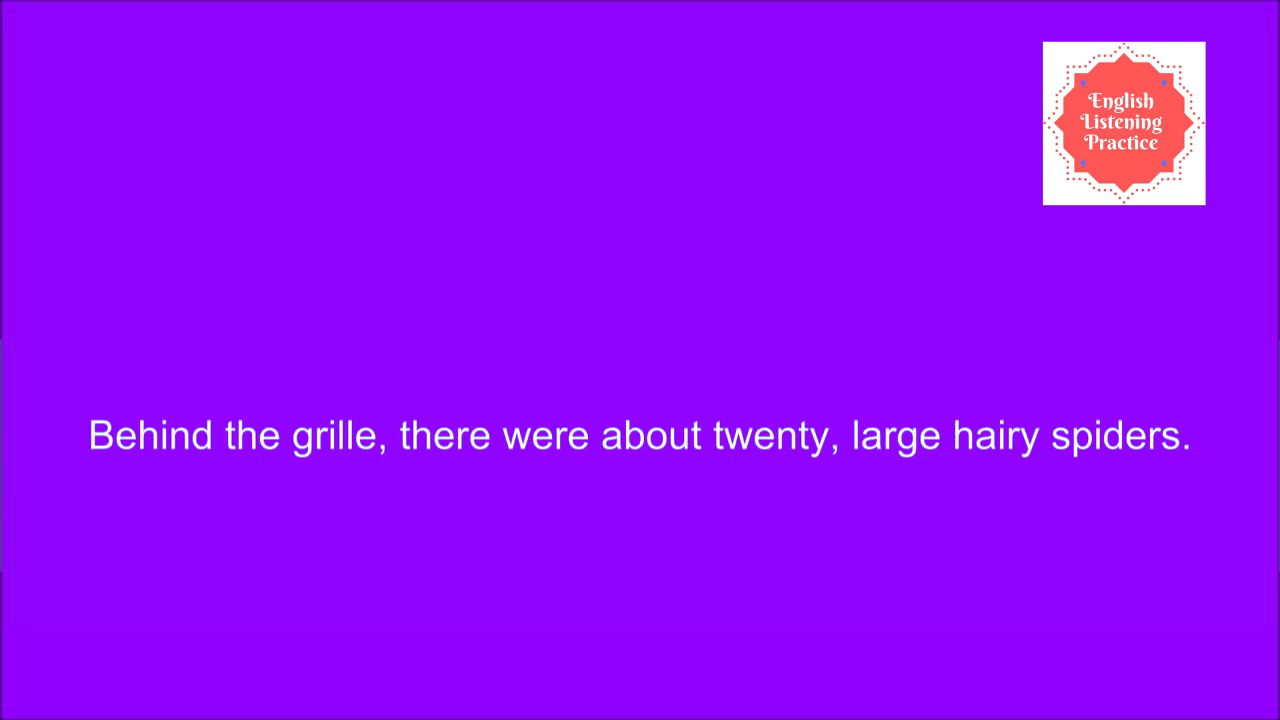 English
Listening
Practice
Behind the grille, there were about twenty, large hairy spiders.